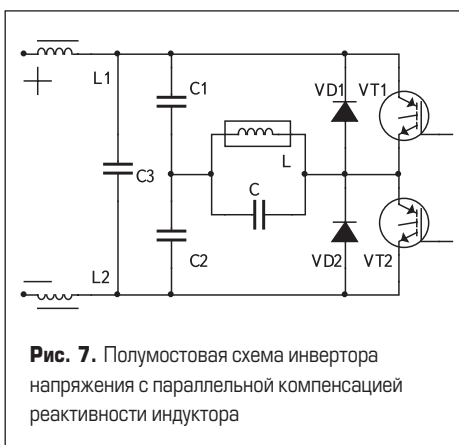 L1
C1
VD1 VT1
C3
L
C
C2
L2
VD2 VT2
Рис. 7. Полумостовая схема инвертора
напряжения с параллельной компенсацией
реактивности индуктора